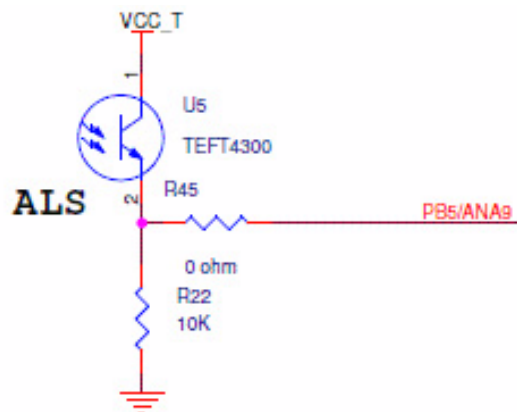 VCC_T
1
U5
TEFT4300
R45
2
ALS
PB5/ANA9
0 ohm
R22
10K